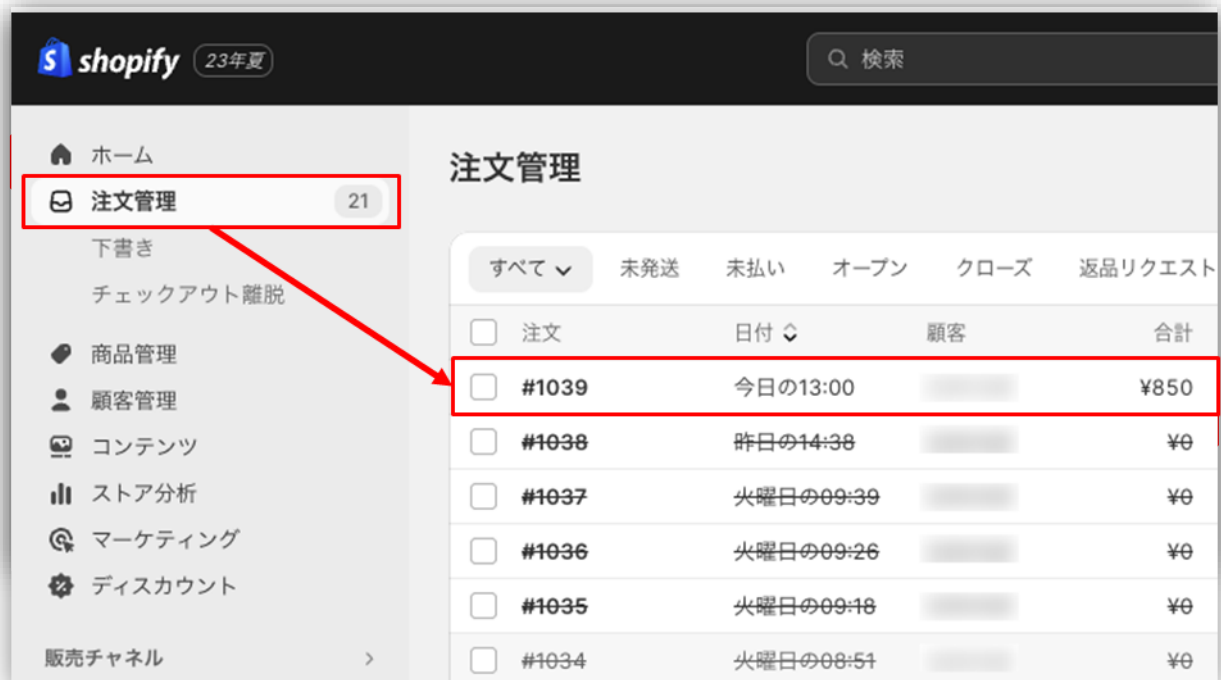 shopify 23年夏
検索
ホーム
注文管理 21
下書き
チェックアウト離脱
商品管理
顧客管理
コンテンツ
ストア分析
マーケティング
ディスカウント
販売チャネル
注文管理
すべて 未発送 未払い オープン クローズ 返品リクエスト
注文 日付 顧客 合計
#1039 今日の13:00 ¥850
#1038 昨日の14:38 ¥0
#1037 火曜日の09:39 ¥0
#1036 火曜日の09:26 ¥0
#1035 火曜日の09:18 ¥0
#1034 火曜日の08:51 ¥0